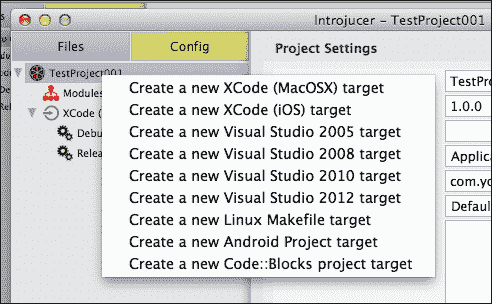 Introjucer - TestProject001
Files
Config
Project Settings
TestProject001
Modules
XCode (
Debu
Relea
Create a new XCode (MacOSX) target
Create a new XCode (iOS) target
Create a new Visual Studio 2005 target
Create a new Visual Studio 2008 target
Create a new Visual Studio 2010 target
Create a new Visual Studio 2012 target
Create a new Linux Makefile target
Create a new Android Project target
Create a new Code::Blocks project target
TestPr
1.0.0
Applica
com.yo
Default